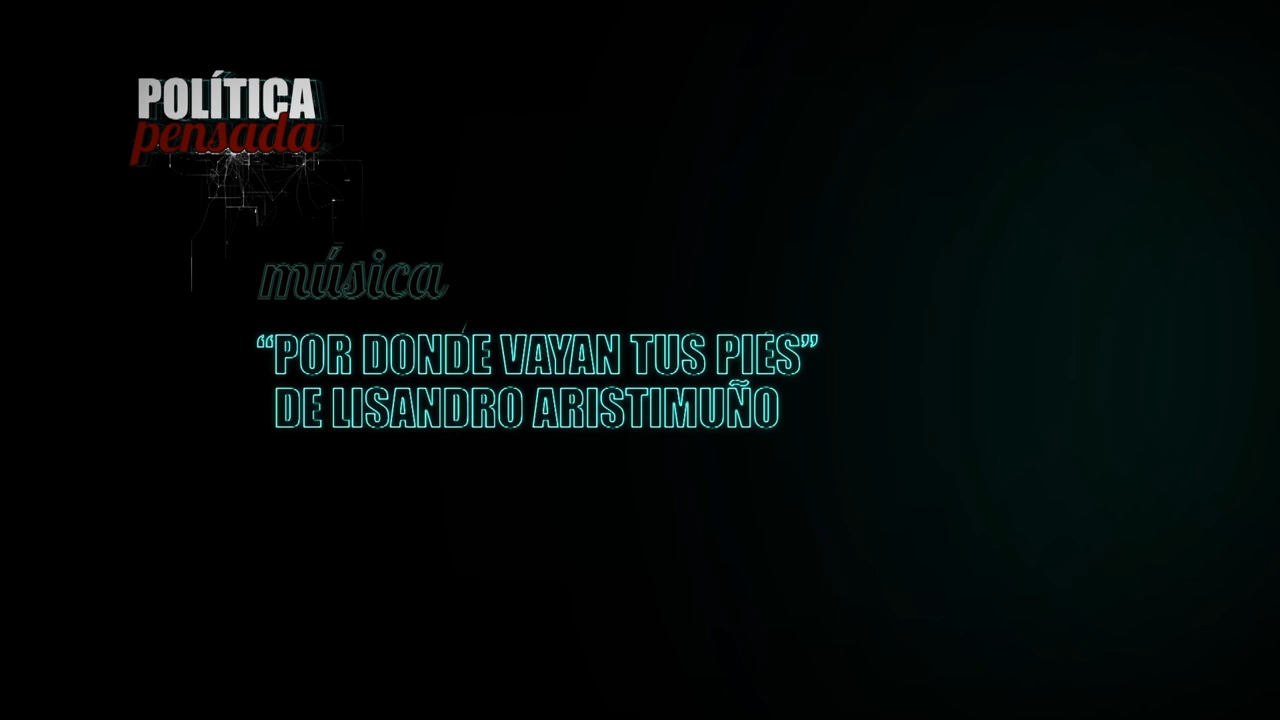 POLÍTICA
pensada
música
“POR DONDE VAYAN TUS PIES”
DE LISANDRO ARISTIMUÑO